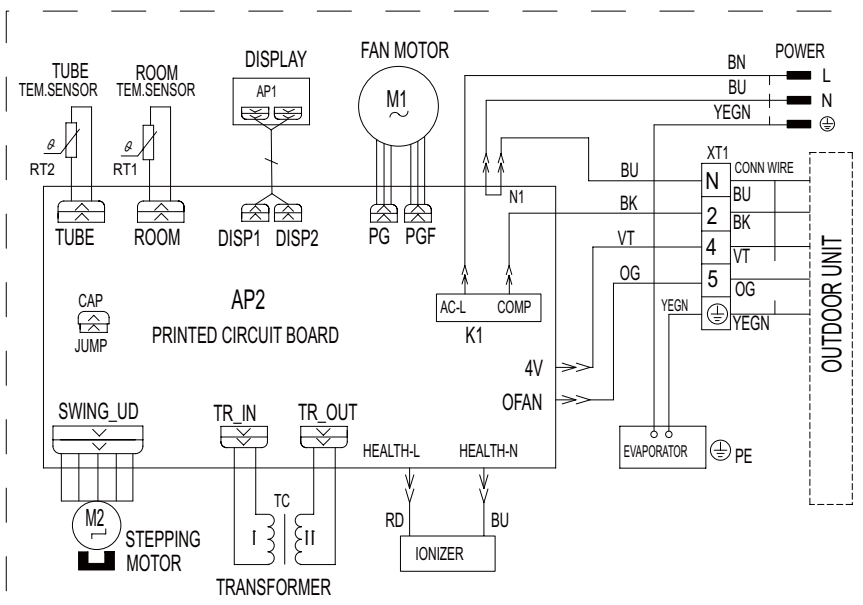 TUBE
TEM.SENSOR
ROOM
TEM.SENSOR
DISPLAY
FAN MOTOR
POWER
AP1
M1
~
BN
L
BU
N
YEGN
θ
RT2
θ
RT1
XT1
CONN WIRE
BU
N
BU
N1
BK
2
BK
TUBE
ROOM
DISP1
DISP2
PG
PGF
VT
4
VT
OG
5
OG
CAP
JUMP
AP2
PRINTED CIRCUIT BOARD
AC-L
COMP
K1
YEGN
YEGN
OUTDOOR UNIT
4V
OFAN
SWING_UD
TR_IN
TR_OUT
HEALTH-L
HEALTH-N
EVAPORATOR
PE
M2
STEPPING
MOTOR
TC
I
II
TRANSFORMER
RD
BU
IONIZER